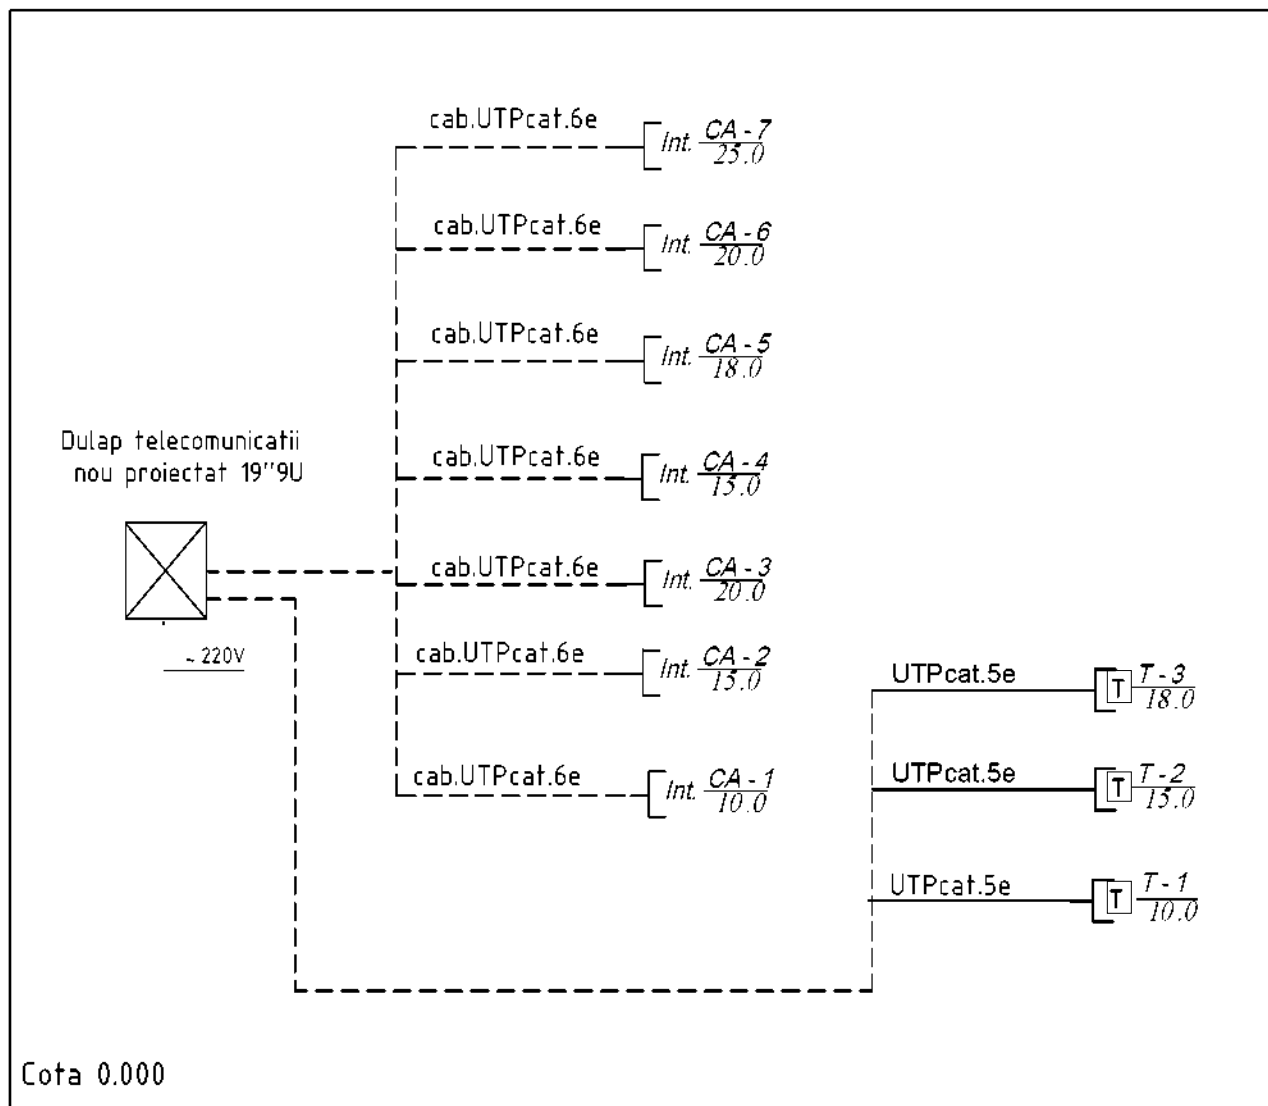 cab.UTPcat.6e
Int. CA - 7
25.0
cab.UTPcat.6e
Int. CA - 6
20.0
cab.UTPcat.6e
Int. CA - 5
18.0
Dulap telecomunicatii
nou proiectat 19''9U
cab.UTPcat.6e
Int. CA - 4
15.0
cab.UTPcat.6e
Int. CA - 3
20.0
~ 220V
cab.UTPcat.6e
Int. CA - 2
15.0
cab.UTPcat.6e
Int. CA - 1
10.0
UTPcat.5e
T T - 3
18.0
UTPcat.5e
T T - 2
15.0
UTPcat.5e
T T - 1
10.0
Cota 0.000